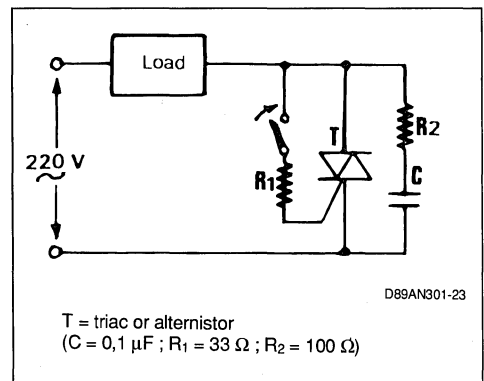 Load
T
R2
220 V
R1
C
D89AN301-23
T = triac or alternistor
(C = 0,1 µF ; R1 = 33 Ω ; R2 = 100 Ω)